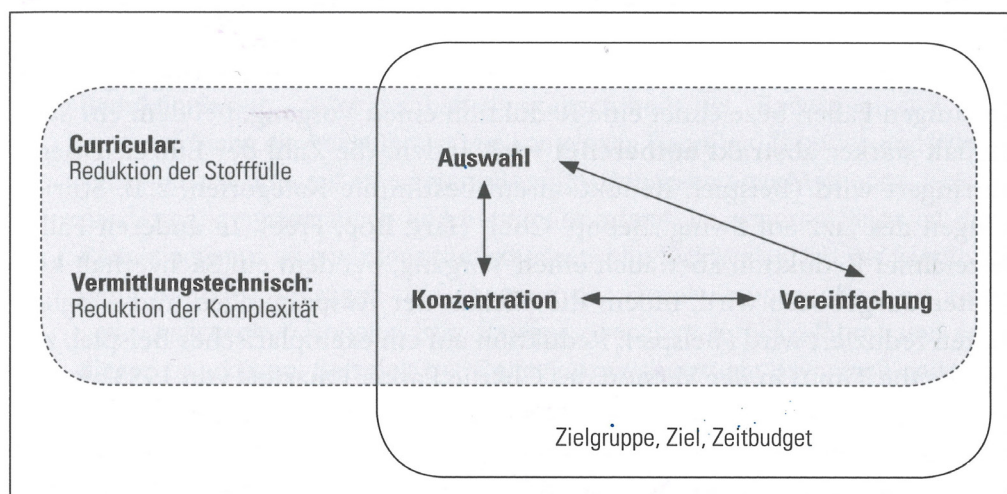 Curricular:
Reduktion der Stofffülle
Auswahl
Vermittlungstechnisch:
Reduktion der Komplexität
Konzentration
Vereinfachung
Zielgruppe, Ziel, Zeitbudget